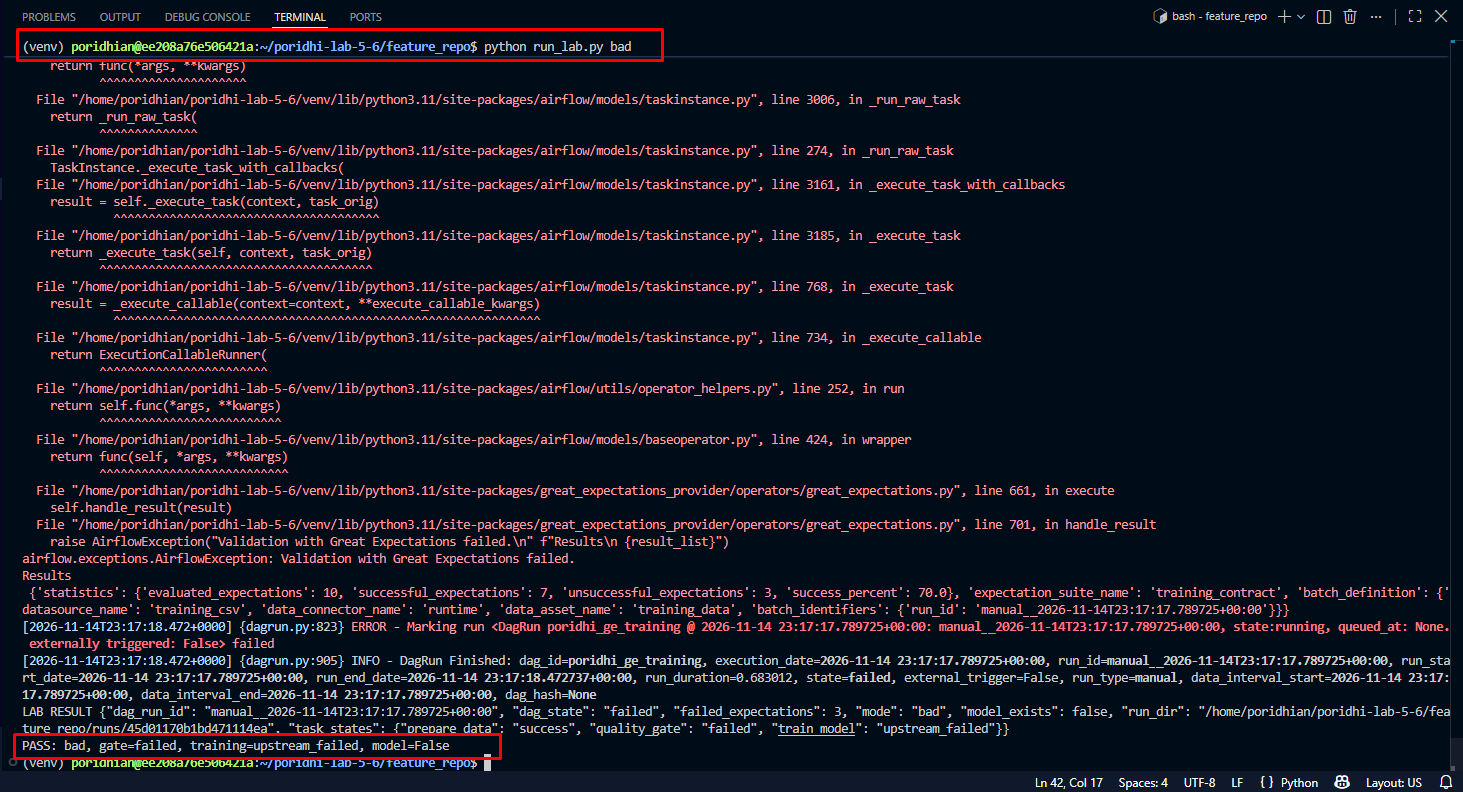 PROBLEMS OUTPUT DEBUG CONSOLE TERMINAL PORTS
bash - feature_repo
(venv) poridhian@ee208a76e506421a:~/poridhi-lab-5-6/feature_repo$ python run_lab.py bad
return func(*args, **kwargs)
^^^^^^^^^^^^^^^^^^^^^
File "/home/poridhian/poridhi-lab-5-6/venv/lib/python3.11/site-packages/airflow/models/taskinstance.py", line 3006, in _run_raw_task
return _run_raw_task(
^^^^^^^^^^^^^^
File "/home/poridhian/poridhi-lab-5-6/venv/lib/python3.11/site-packages/airflow/models/taskinstance.py", line 274, in _run_raw_task
TaskInstance._execute_task_with_callbacks(
File "/home/poridhian/poridhi-lab-5-6/venv/lib/python3.11/site-packages/airflow/models/taskinstance.py", line 3161, in _execute_task_with_callbacks
result = self._execute_task(context, task_orig)
^^^^^^^^^^^^^^^^^^^^^^^^^^^^^^^^^^^^^^
File "/home/poridhian/poridhi-lab-5-6/venv/lib/python3.11/site-packages/airflow/models/taskinstance.py", line 3185, in _execute_task
return _execute_task(self, context, task_orig)
^^^^^^^^^^^^^^^^^^^^^^^^^^^^^^^^^^^^^^^
File "/home/poridhian/poridhi-lab-5-6/venv/lib/python3.11/site-packages/airflow/models/taskinstance.py", line 768, in _execute_task
result = _execute_callable(context=context, **execute_callable_kwargs)
^^^^^^^^^^^^^^^^^^^^^^^^^^^^^^^^^^^^^^^^^^^^^^^^^^^^^^^^^^^^^
File "/home/poridhian/poridhi-lab-5-6/venv/lib/python3.11/site-packages/airflow/models/taskinstance.py", line 734, in _execute_callable
return ExecutionCallableRunner(
^^^^^^^^^^^^^^^^^^^^^^^^
File "/home/poridhian/poridhi-lab-5-6/venv/lib/python3.11/site-packages/airflow/utils/operator_helpers.py", line 252, in run
return self.func(*args, **kwargs)
^^^^^^^^^^^^^^^^^^^^^^^^^^
File "/home/poridhian/poridhi-lab-5-6/venv/lib/python3.11/site-packages/airflow/models/baseoperator.py", line 424, in wrapper
return func(self, *args, **kwargs)
^^^^^^^^^^^^^^^^^^^^^^^^^^^
File "/home/poridhian/poridhi-lab-5-6/venv/lib/python3.11/site-packages/great_expectations_provider/operators/great_expectations.py", line 661, in execute
self.handle_result(result)
File "/home/poridhian/poridhi-lab-5-6/venv/lib/python3.11/site-packages/great_expectations_provider/operators/great_expectations.py", line 701, in handle_result
raise AirflowException("Validation with Great Expectations failed.\n" f"Results\n {result_list}")
airflow.exceptions.AirflowException: Validation with Great Expectations failed.
Results
{'statistics': {'evaluated_expectations': 10, 'successful_expectations': 7, 'unsuccessful_expectations': 3, 'success_percent': 70.0}, 'expectation_suite_name': 'training_contract', 'batch_definition': {'
datasource_name': 'training_csv', 'data_connector_name': 'runtime', 'data_asset_name': 'training_data', 'batch_identifiers': {'run_id': 'manual__2026-11-14T23:17:17.789725+00:00'}}}
[2026-11-14T23:17:18.472+0000] {dagrun.py:823} ERROR - Marking run <DagRun poridhi_ge_training @ 2026-11-14 23:17:17.789725+00:00: manual__2026-11-14T23:17:17.789725+00:00, state:running, queued_at: None.
externally triggered: False> failed
[2026-11-14T23:17:18.472+0000] {dagrun.py:905} INFO - DagRun Finished: dag_id=poridhi_ge_training, execution_date=2026-11-14 23:17:17.789725+00:00, run_id=manual__2026-11-14T23:17:17.789725+00:00, run_sta
rt_date=2026-11-14 23:17:17.789725+00:00, run_end_date=2026-11-14 23:17:18.472737+00:00, run_duration=0.683012, state=failed, external_trigger=False, run_type=manual, data_interval_start=2026-11-14 23:17:
17.789725+00:00, data_interval_end=2026-11-14 23:17:17.789725+00:00, dag_hash=None
LAB RESULT {"dag_run_id": "manual__2026-11-14T23:17:17.789725+00:00", "dag_state": "failed", "failed_expectations": 3, "mode": "bad", "model_exists": false, "run_dir": "/home/poridhian/poridhi-lab-5-6/fea
ture_repo/runs/45d01170b1bd471114ea", "task_states": {"prepare_data": "success", "quality_gate": "failed", "train_model": "upstream_failed"}}
PASS: bad, gate=failed, training=upstream_failed, model=False
(venv) poridhian@ee208a76e506421a:~/poridhi-lab-5-6/feature_repo$
Ln 42, Col 17 Spaces: 4 UTF-8 LF { } Python Layout: US